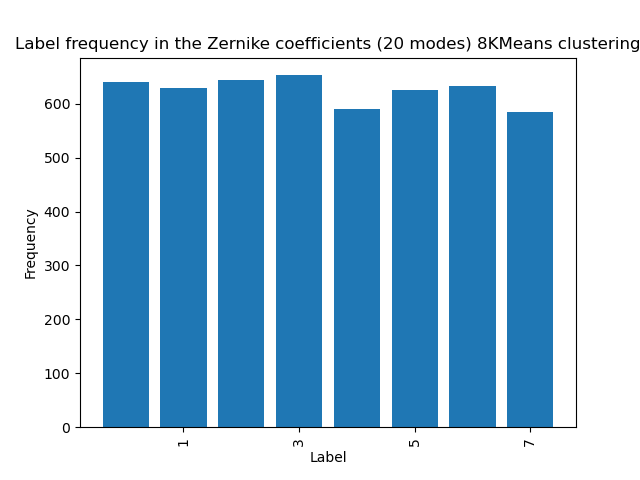 Label frequency in the Zernike coefficients (20 modes) 8KMeans clustering
600
500
400
300
200
100
0
Frequency
1 3 5 7
Label